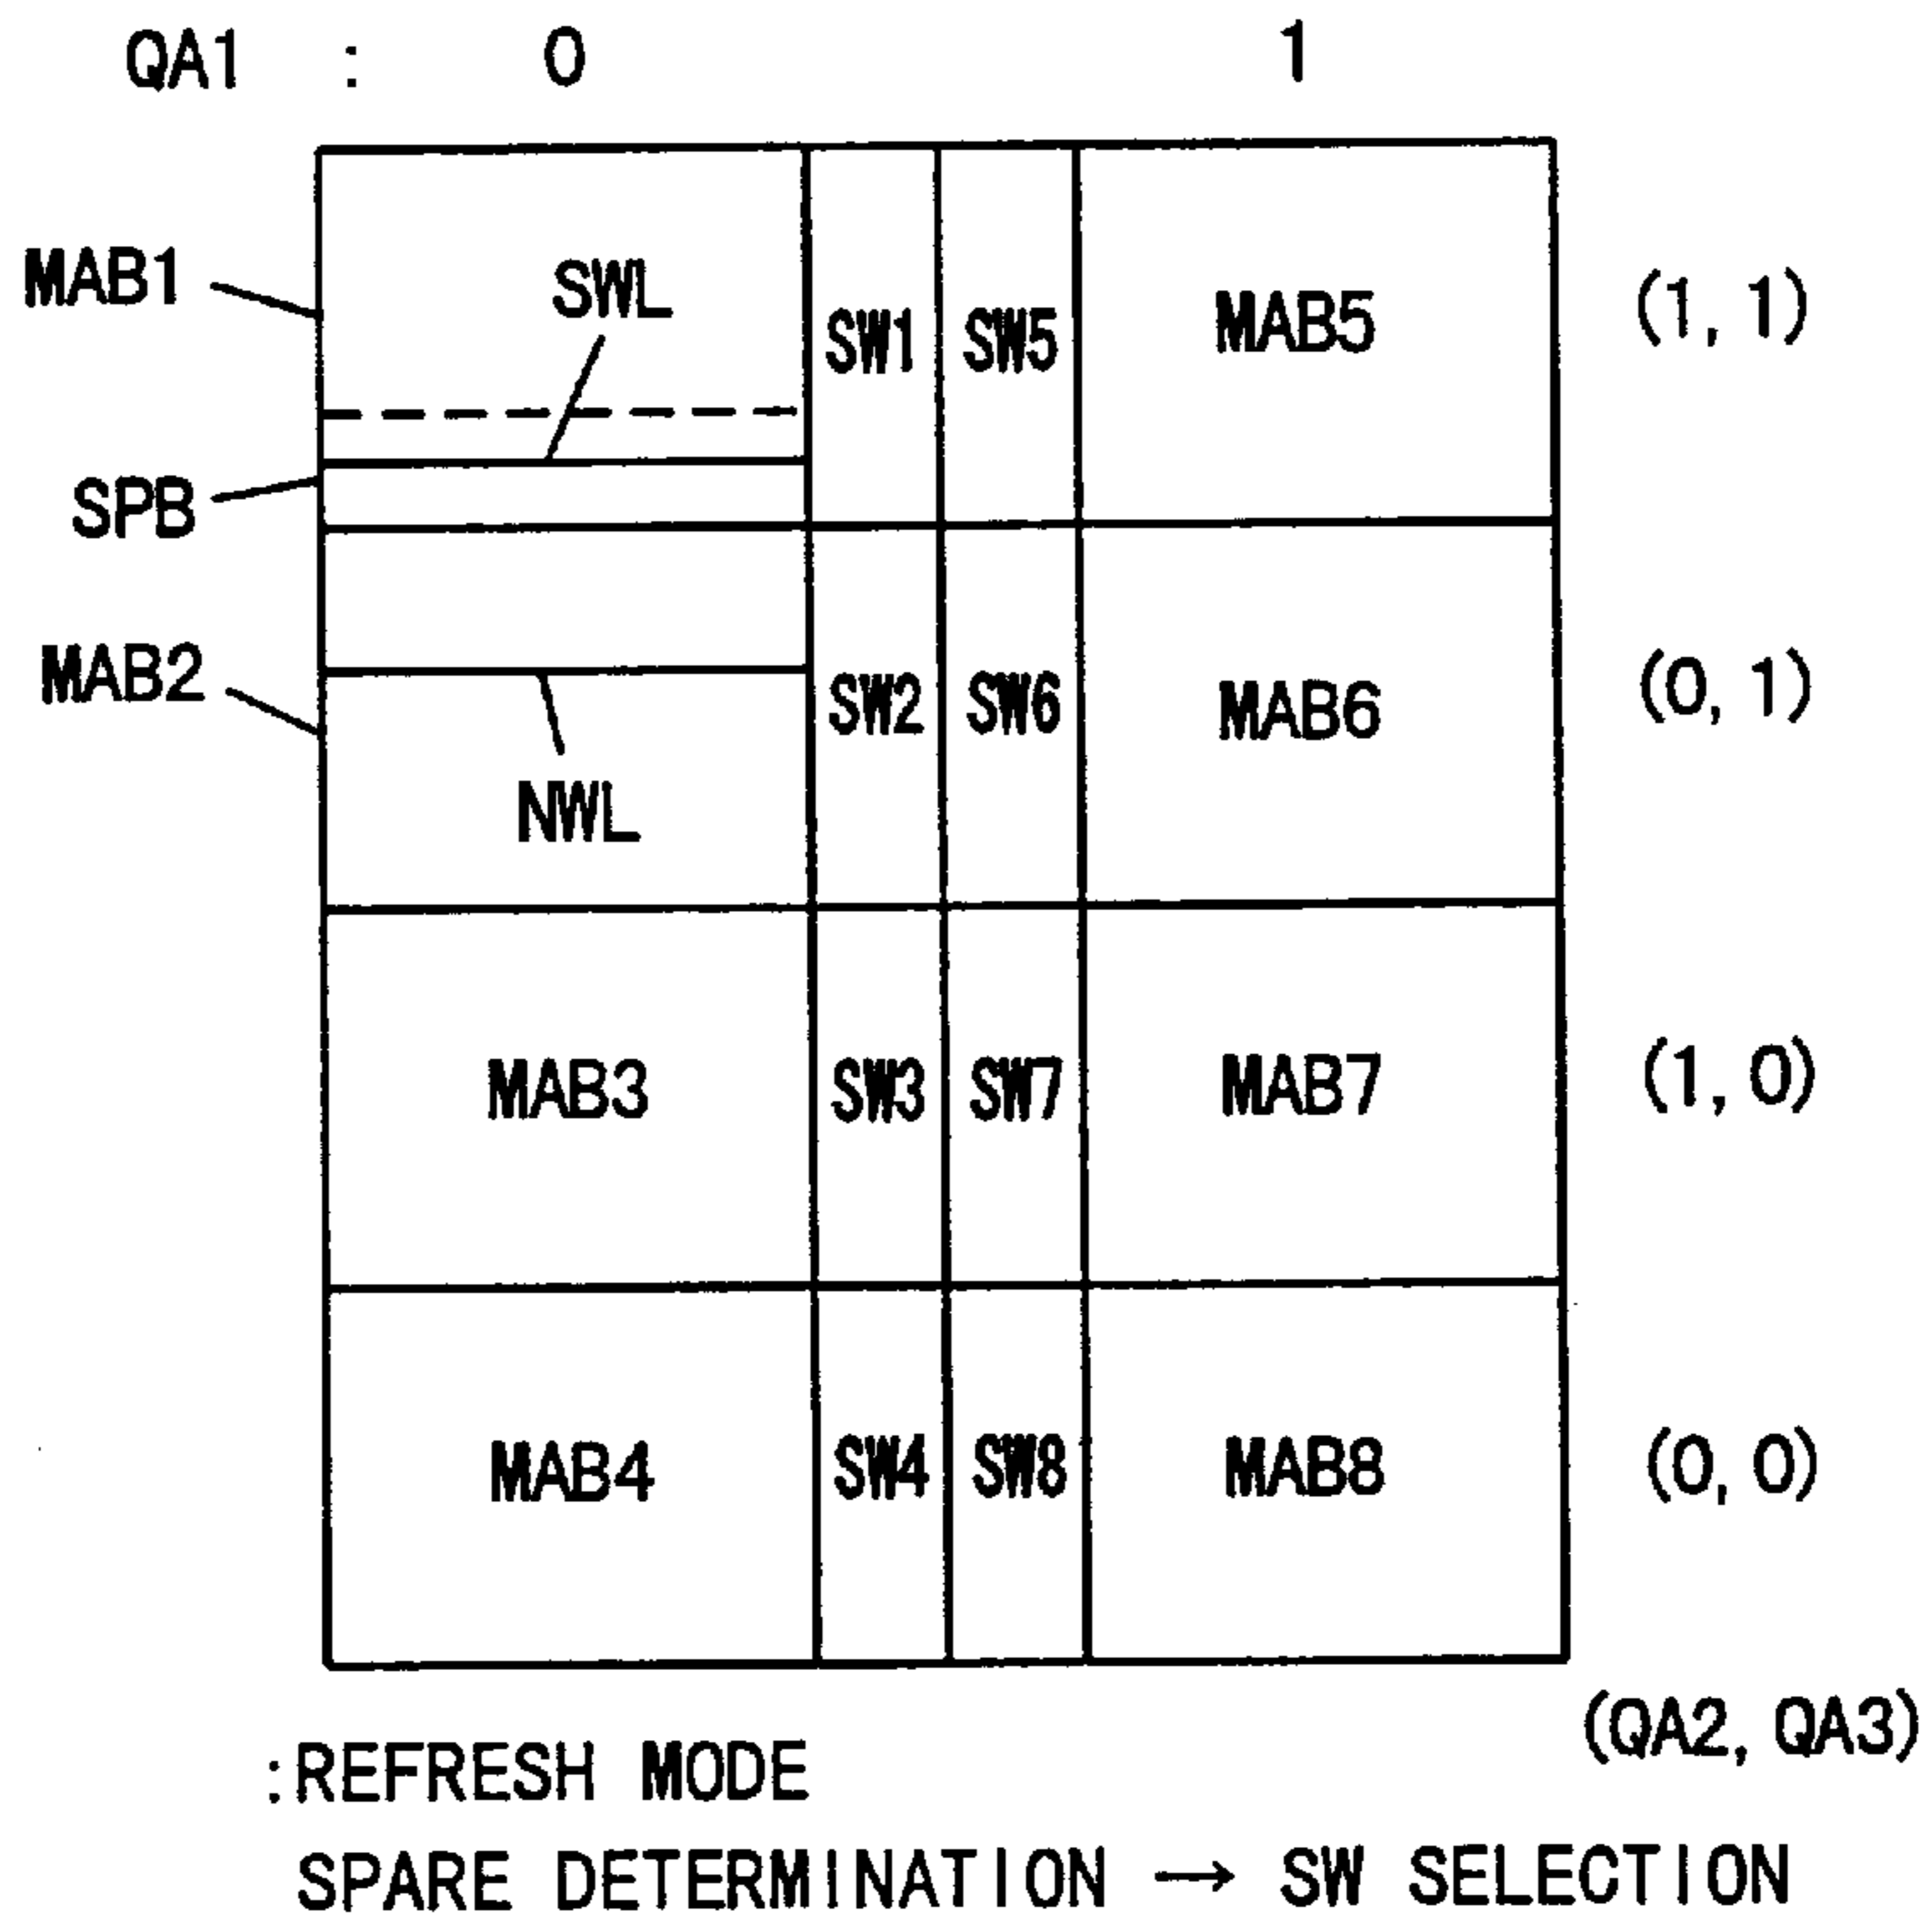 QA1 : 0 1
MAB1
SWL
SW1 SW5 MAB5 (1, 1)
SPB
MAB2
SW2 SW6 MAB6 (0, 1)
NWL
MAB3 SW3 SW7 MAB7 (1, 0)
MAB4 SW4 SW8 MAB8 (0, 0)
(QA2, QA3)
:REFRESH MODE
SPARE DETERMINATION → SW SELECTION